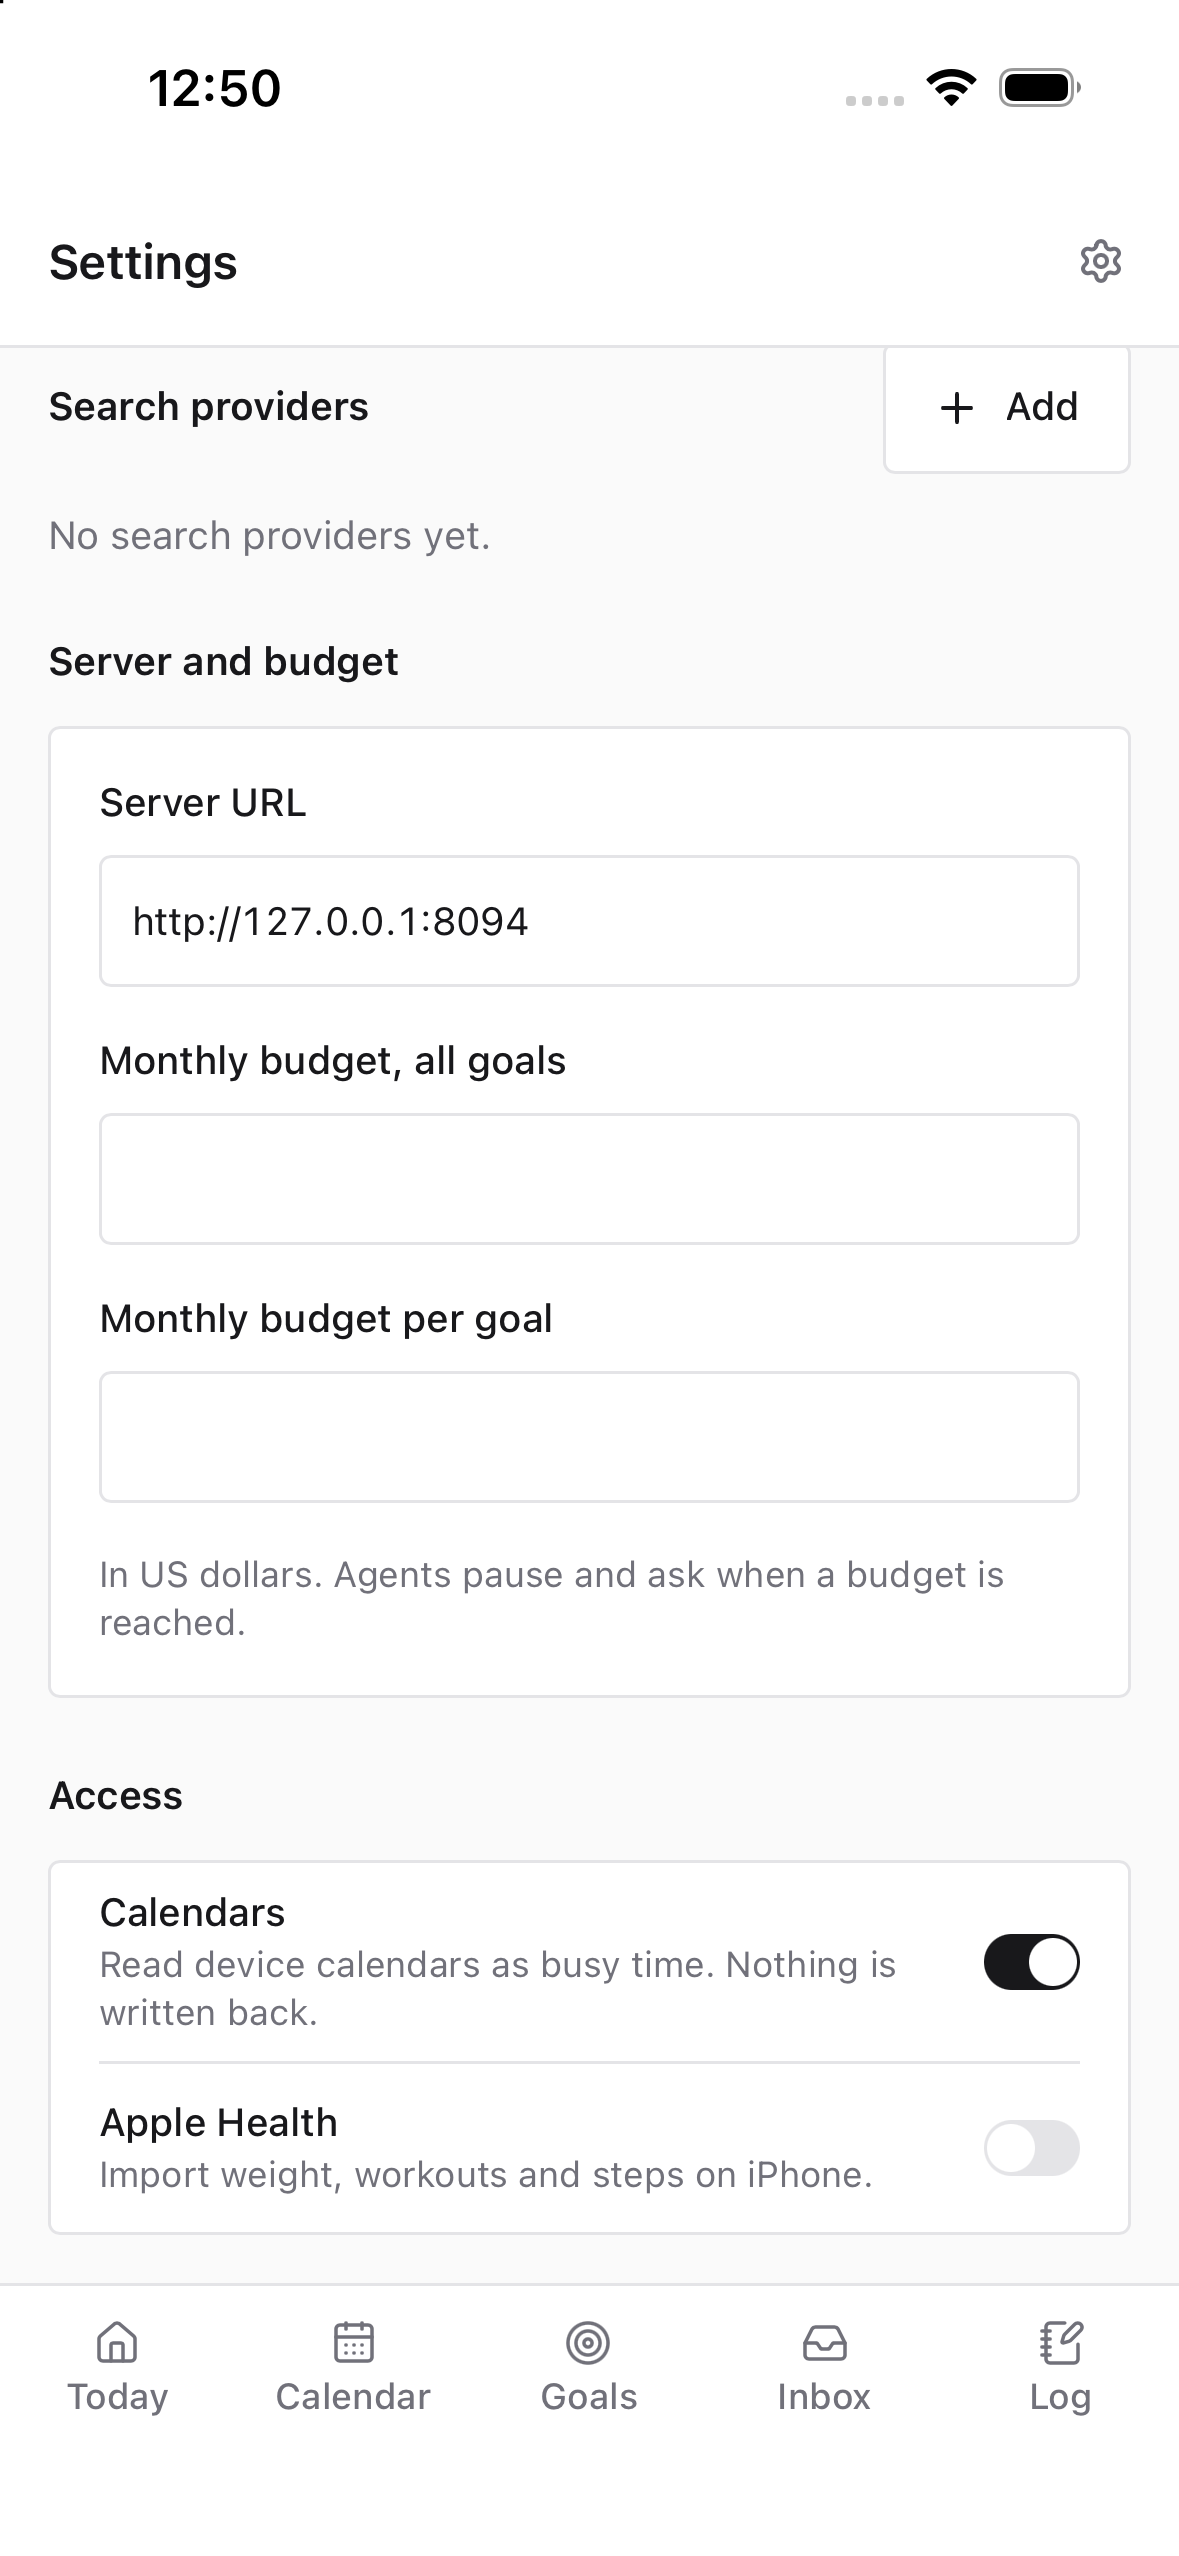 12:50
Settings
Search providers
Add
No search providers yet.
Server and budget
Server URL
http://127.0.0.1:8094
Monthly budget, all goals
Monthly budget per goal
In US dollars. Agents pause and ask when a budget is
reached.
Access
Calendars
Read device calendars as busy time. Nothing is
written back.
Apple Health
Import weight, workouts and steps on iPhone.
Today
Calendar
Goals
Inbox
Log